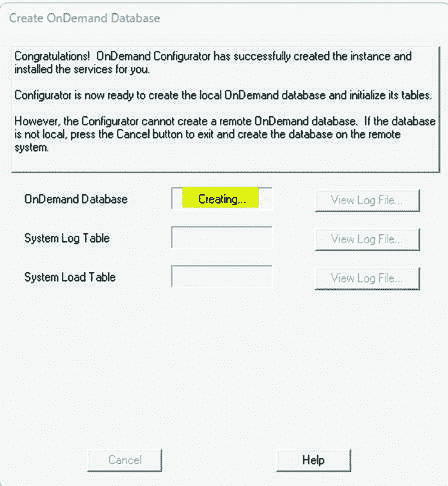 Create OnDemand Database
Congratulations!  OnDemand Configurator has successfully created the instance and
installed the services for you.
Configurator is now ready to create the local OnDemand database and initialize its tables.
However, the Configurator cannot create a remote OnDemand database.  If the database
is not local, press the Cancel button to exit and create the database on the remote
system.
OnDemand Database Creating... View Log File...
System Log Table View Log File...
System Load Table View Log File...
Cancel Help